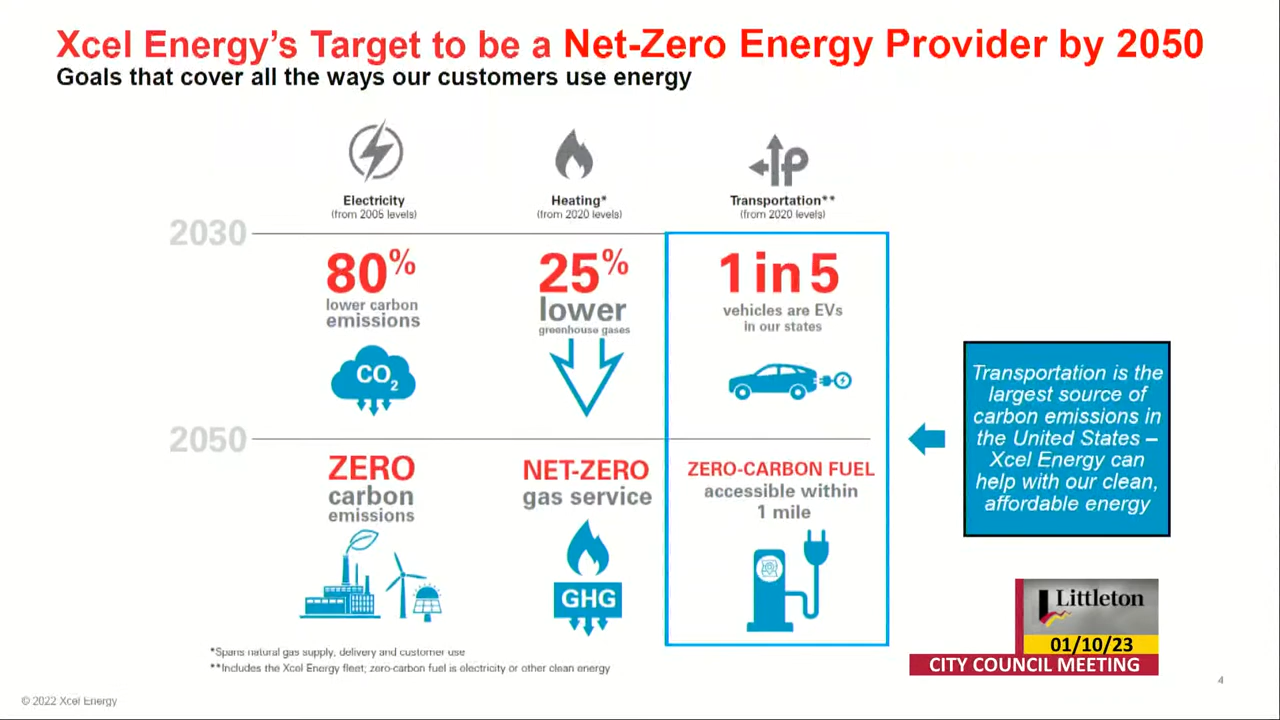 Xcel Energy's Target to be a Net-Zero Energy Provider by 2050
Goals that cover all the ways our customers use energy
Electricity
(from 2005 levels)
Heating*
(from 2020 levels)
Transportation**
(from 2020 levels)
2030
80%
lower carbon
emissions
CO2
25%
lower
greenhouse gases
1 in 5
vehicles are EVs
in our states
2050
ZERO
carbon
emissions
NET-ZERO
gas service
GHG
ZERO-CARBON FUEL
accessible within
1 mile
Transportation is the
largest source of
carbon emissions in
the United States –
Xcel Energy can
help with our clean,
affordable energy
*Spans natural gas supply, delivery and customer use
**Includes the Xcel Energy fleet; zero-carbon fuel is electricity or other clean energy
Littleton
01/10/23
CITY COUNCIL MEETING
4
© 2022 Xcel Energy